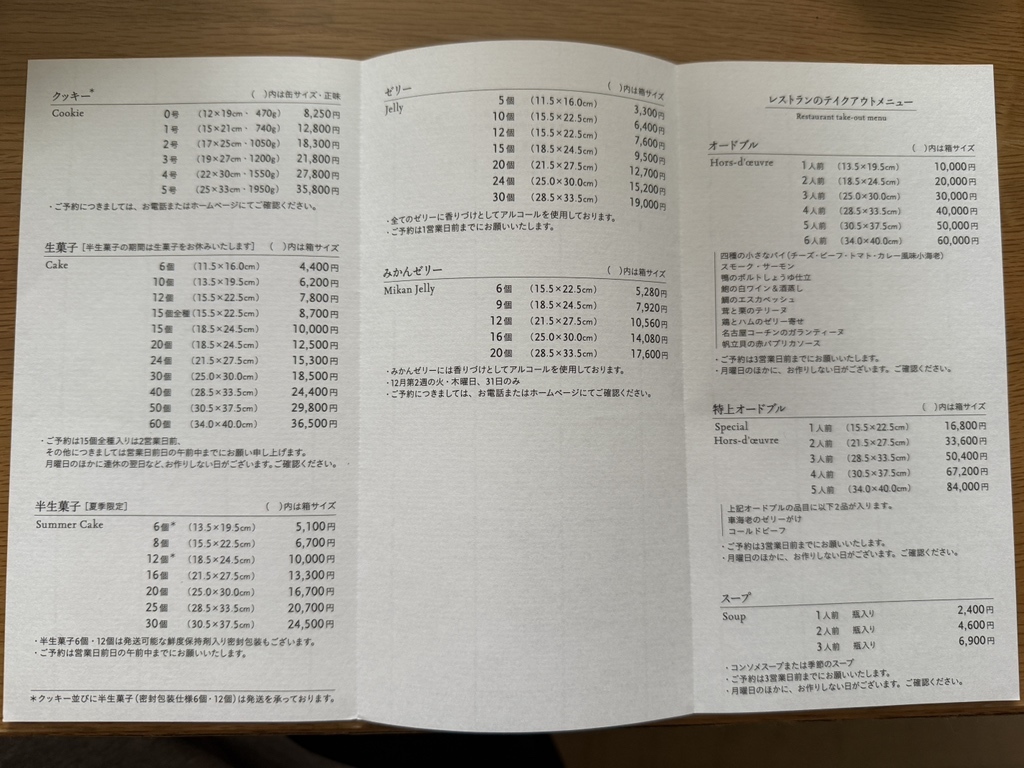 クッキー* （ ）内は缶サイズ・正味
Cookie 0号 （12×19cm・ 470g） 8,250円
1号 （15×21cm・ 740g） 12,800円
2号 （17×25cm・1050g） 18,300円
3号 （19×27cm・1200g） 21,800円
4号 （22×30cm・1550g） 27,800円
5号 （25×33cm・1950g） 35,800円
・ご予約につきましては、お電話またはホームページにてご確認ください。
生菓子［半生菓子の期間は生菓子をお休みいたします］ （ ）内は箱サイズ
Cake 6個 （11.5×16.0cm） 4,400円
10個 （13.5×19.5cm） 6,200円
12個 （15.5×22.5cm） 7,800円
15個全種（15.5×22.5cm） 8,700円
15個 （18.5×24.5cm） 10,000円
20個 （18.5×24.5cm） 12,500円
24個 （21.5×27.5cm） 15,300円
30個 （25.0×30.0cm） 18,500円
40個 （28.5×33.5cm） 24,400円
50個 （30.5×37.5cm） 29,800円
60個 （34.0×40.0cm） 36,500円
・ご予約は15個全種入りは2営業日前、
その他につきましては営業日前日の午前中までにお願い申し上げます。
月曜日のほかに連休の翌日など、お作りしない日がございます。ご確認ください。
半生菓子［夏季限定］ （ ）内は箱サイズ
Summer Cake 6個* （13.5×19.5cm） 5,100円
8個 （15.5×22.5cm） 6,700円
12個* （18.5×24.5cm） 10,000円
16個 （21.5×27.5cm） 13,300円
20個 （25.0×30.0cm） 16,700円
25個 （28.5×33.5cm） 20,700円
30個 （30.5×37.5cm） 24,500円
・半生菓子6個・12個は発送可能な鮮度保持剤入り密封包装もございます。
・ご予約は営業日前日の午前中までにお願いいたします。
*クッキー並びに半生菓子（密封包装仕様6個・12個）は発送を承っております。
ゼリー （ ）内は箱サイズ
Jelly 5個 （11.5×16.0cm） 3,300円
10個 （15.5×22.5cm） 6,400円
12個 （15.5×22.5cm） 7,600円
15個 （18.5×24.5cm） 9,500円
20個 （21.5×27.5cm） 12,700円
24個 （25.0×30.0cm） 15,200円
30個 （28.5×33.5cm） 19,000円
・全てのゼリーに香りづけとしてアルコールを使用しております。
・ご予約は1営業日前までにお願いいたします。
みかんゼリー （ ）内は箱サイズ
Mikan Jelly 6個 （15.5×22.5cm） 5,280円
9個 （18.5×24.5cm） 7,920円
12個 （21.5×27.5cm） 10,560円
16個 （25.0×30.0cm） 14,080円
20個 （28.5×33.5cm） 17,600円
・みかんゼリーには香りづけとしてアルコールを使用しております。
・12月第2週の火・木曜日、31日のみ
・ご予約につきましては、お電話またはホームページにてご確認ください。
レストランのテイクアウトメニュー
Restaurant take-out menu
オードブル （ ）内は箱サイズ
Hors-d'œuvre 1人前 （13.5×19.5cm） 10,000円
2人前 （18.5×24.5cm） 20,000円
3人前 （25.0×30.0cm） 30,000円
4人前 （28.5×33.5cm） 40,000円
5人前 （30.5×37.5cm） 50,000円
6人前 （34.0×40.0cm） 60,000円
四種の小さなパイ（チーズ・ビーフ・トマト・カレー風味小海老）
スモーク・サーモン
鴨のポルトしょうゆ仕立
鮑の白ワイン＆酒蒸し
鯛のエスカベッシュ
茸と栗のテリーヌ
鶏とハムのゼリー寄せ
名古屋コーチンのガランティーヌ
帆立貝の赤パプリカソース
・ご予約は3営業日前までにお願いいたします。
・月曜日のほかに、お作りしない日がございます。ご確認ください。
特上オードブル （ ）内は箱サイズ
Special 1人前 （15.5×22.5cm） 16,800円
Hors-d'œuvre 2人前 （21.5×27.5cm） 33,600円
3人前 （28.5×33.5cm） 50,400円
4人前 （30.5×37.5cm） 67,200円
5人前 （34.0×40.0cm） 84,000円
上記オードブルの品目に以下2品が入ります。
車海老のゼリーがけ
コールドビーフ
・ご予約は3営業日前までにお願いいたします。
・月曜日のほかに、お作りしない日がございます。ご確認ください。
スープ
Soup 1人前 瓶入り 2,400円
2人前 瓶入り 4,600円
3人前 瓶入り 6,900円
・コンソメスープまたは季節のスープ
・ご予約は3営業日前までにお願いいたします。
・月曜日のほかに、お作りしない日がございます。ご確認ください。